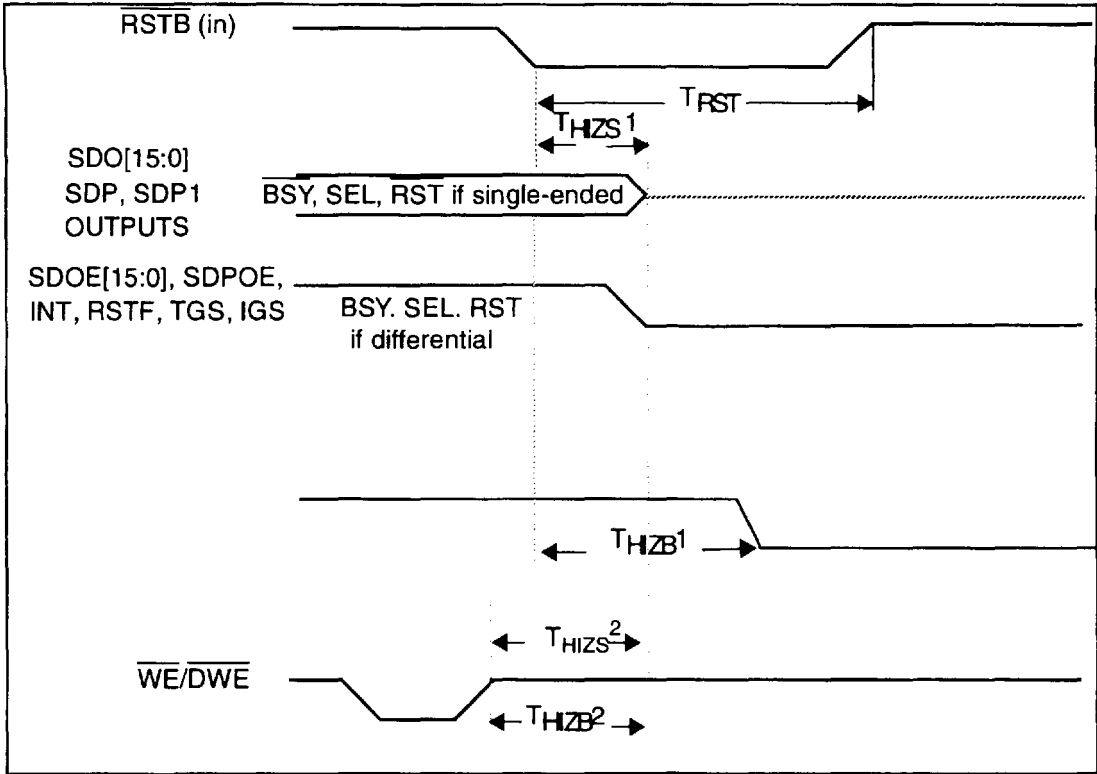 RSTB (in)
TRST
THIZS1
SDO[15:0]
SDP, SDP1
OUTPUTS
BSY, SEL, RST if single-ended
SDOE[15:0], SDPOE,
INT, RSTF, TGS, IGS
BSY. SEL. RST
if differential
THIZB1
THIZS2
WE/DWE
THIZB2